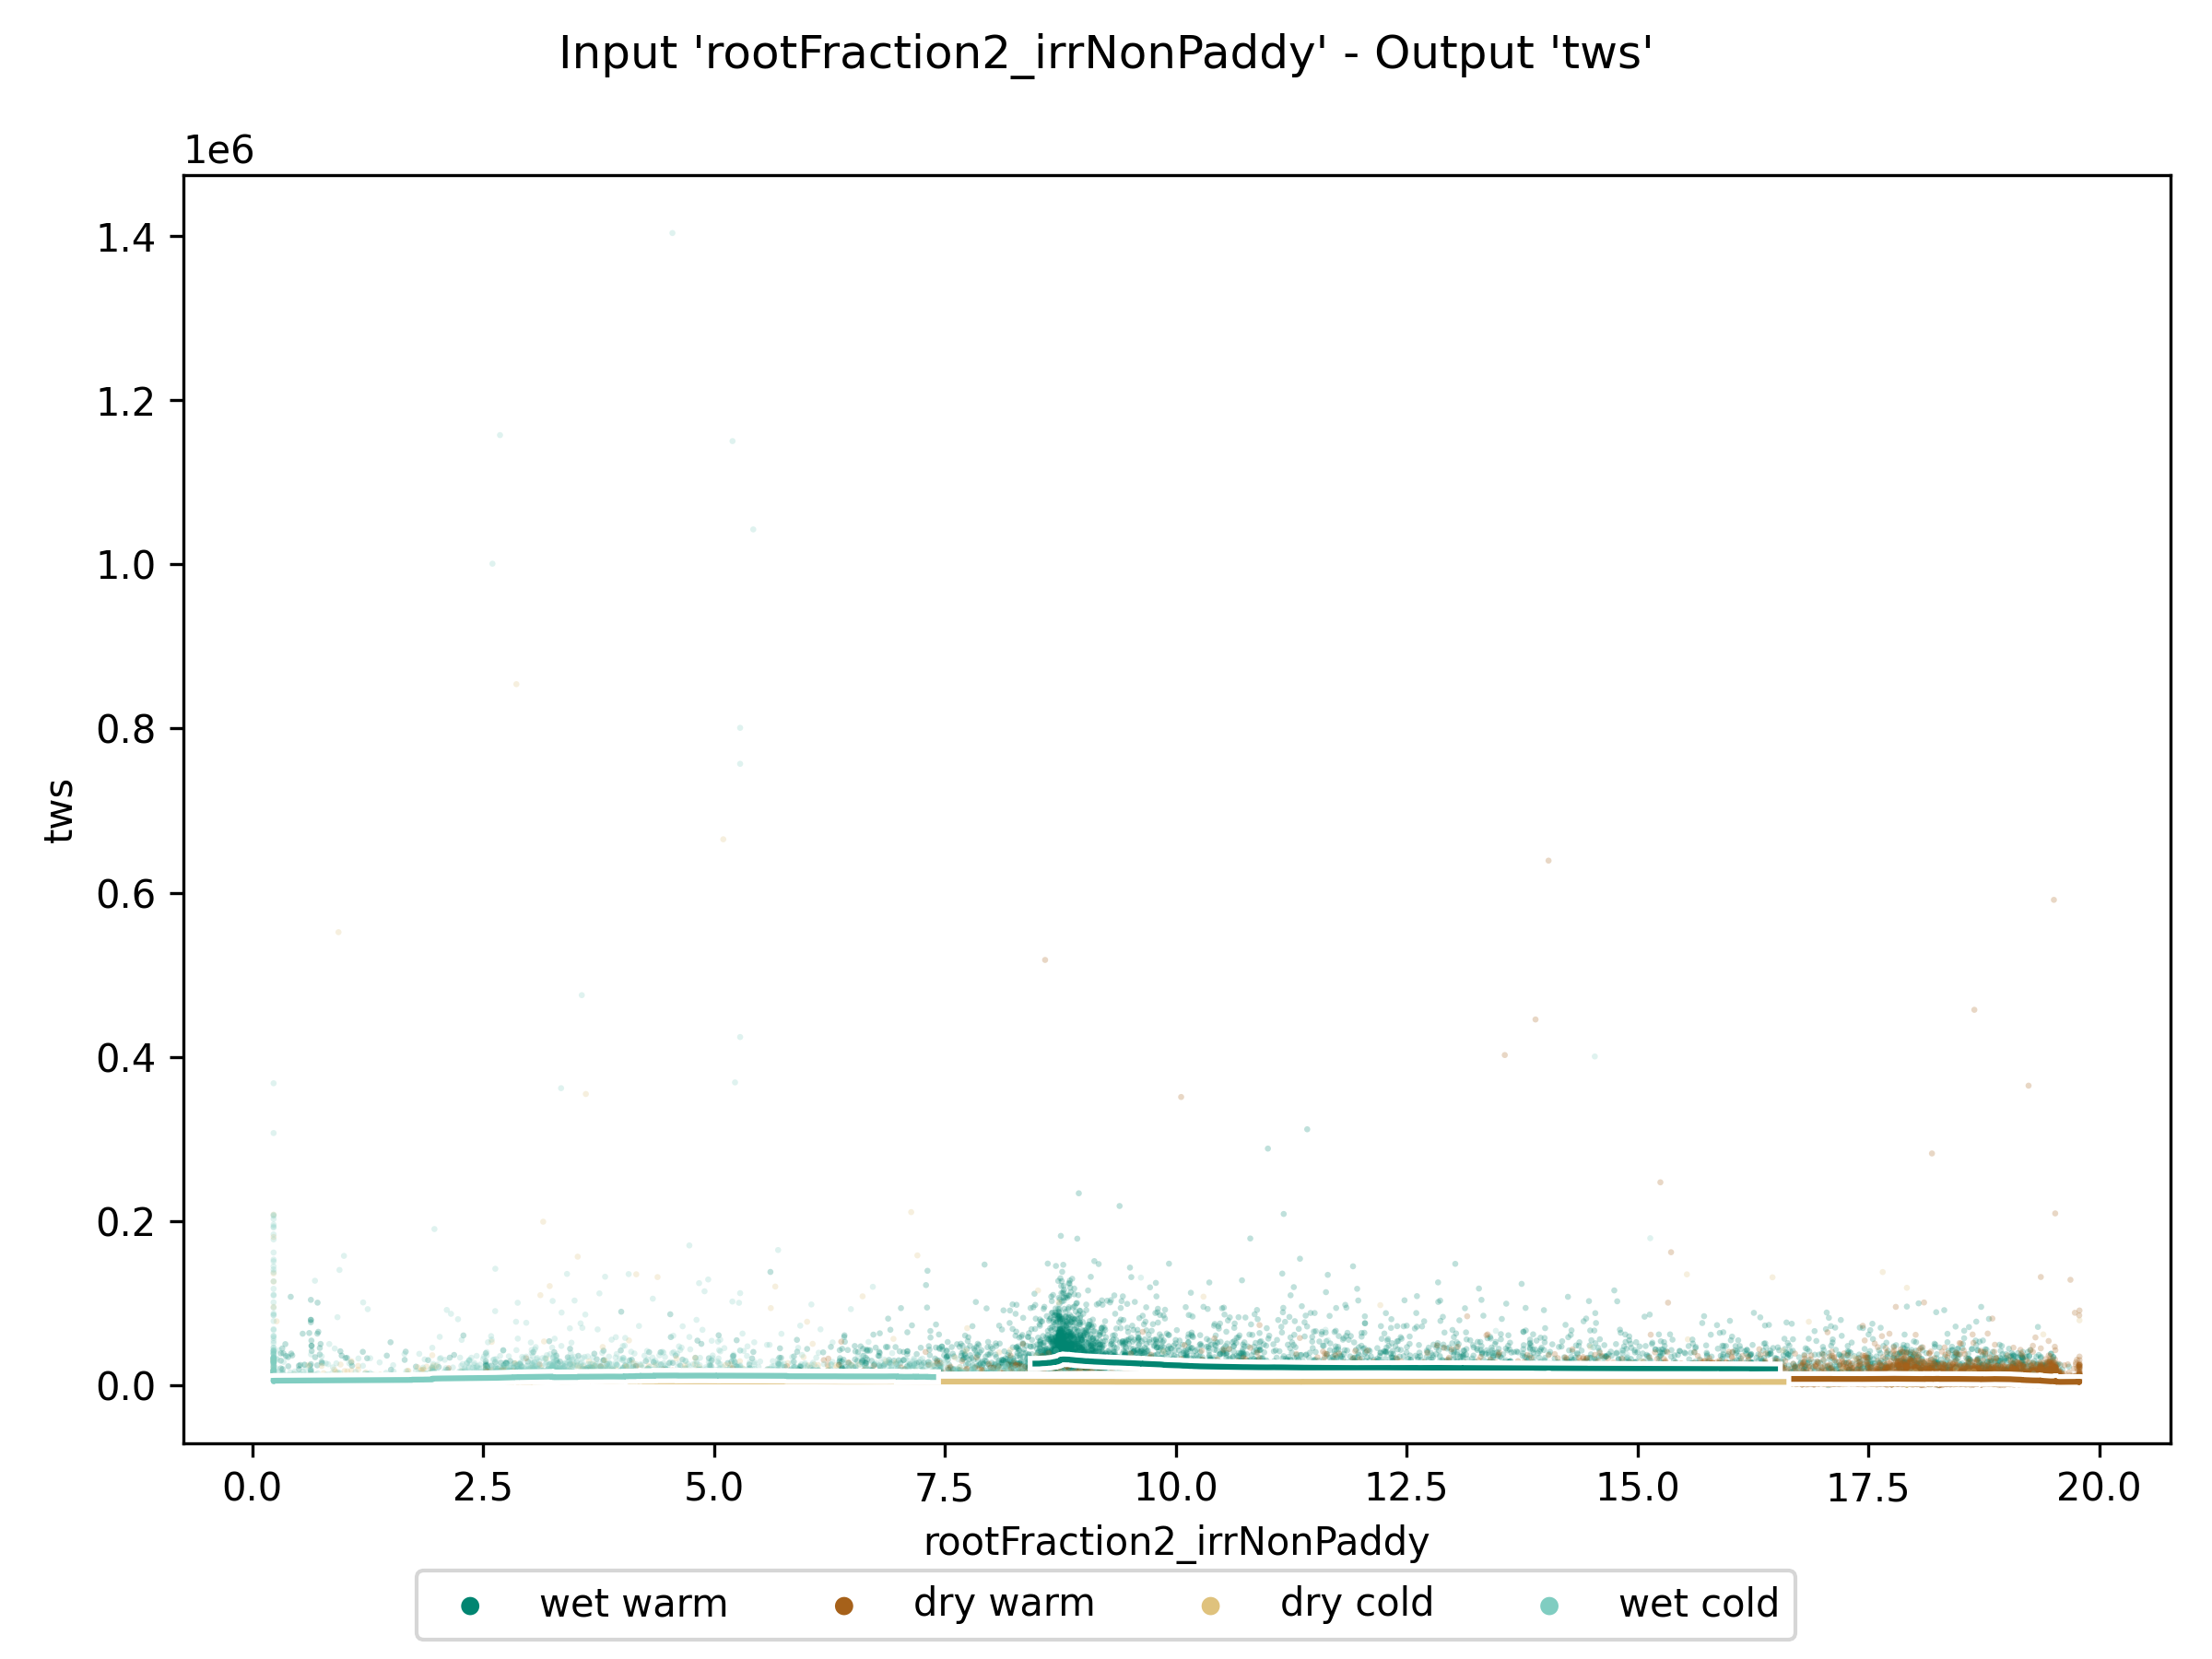 Input 'rootFraction2_irrNonPaddy' - Output 'tws'
1e6
1.4
1.2
1.0
0.8
0.6
0.4
0.2
0.0
tws
0.0 2.5 5.0 7.5 10.0 12.5 15.0 17.5 20.0
rootFraction2_irrNonPaddy
wet warm dry warm dry cold wet cold